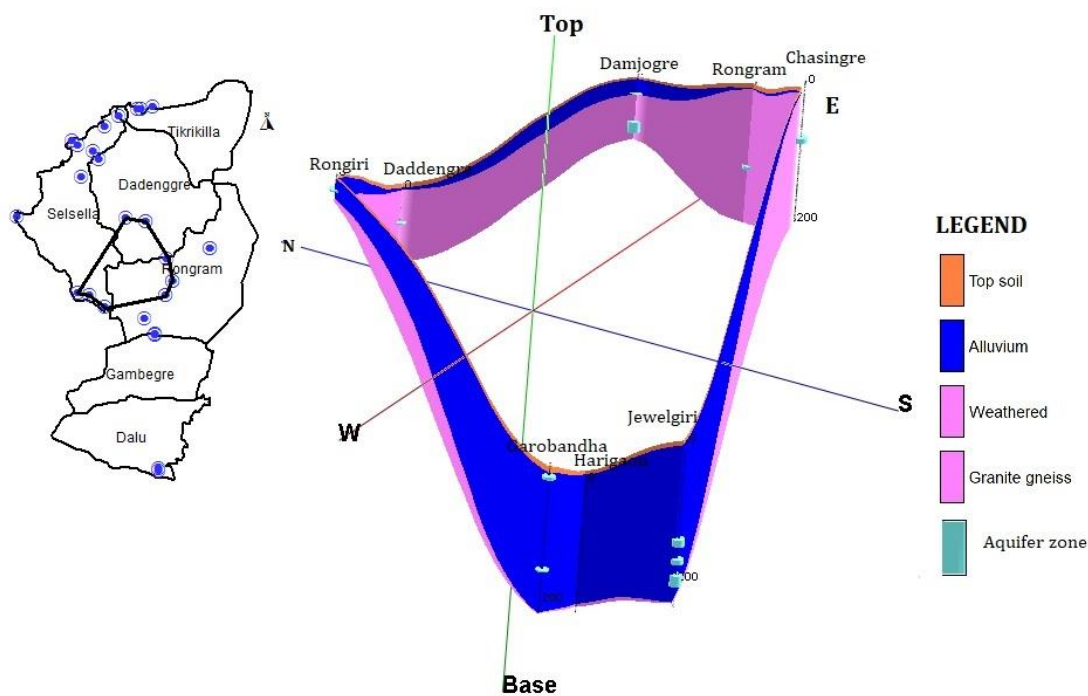 Tikrikilla
Dadenggre
Selsella
Rongram
Gambegre
Dalu
Top
Damjogre
Rongram
Chasingre
0
E
Rongiri
Daddengre
0
200
N
S
W
Jewelgiri
Garobandha
Harigaon
200
Base
LEGEND
Top soil
Alluvium
Weathered
Granite gneiss
Aquifer zone